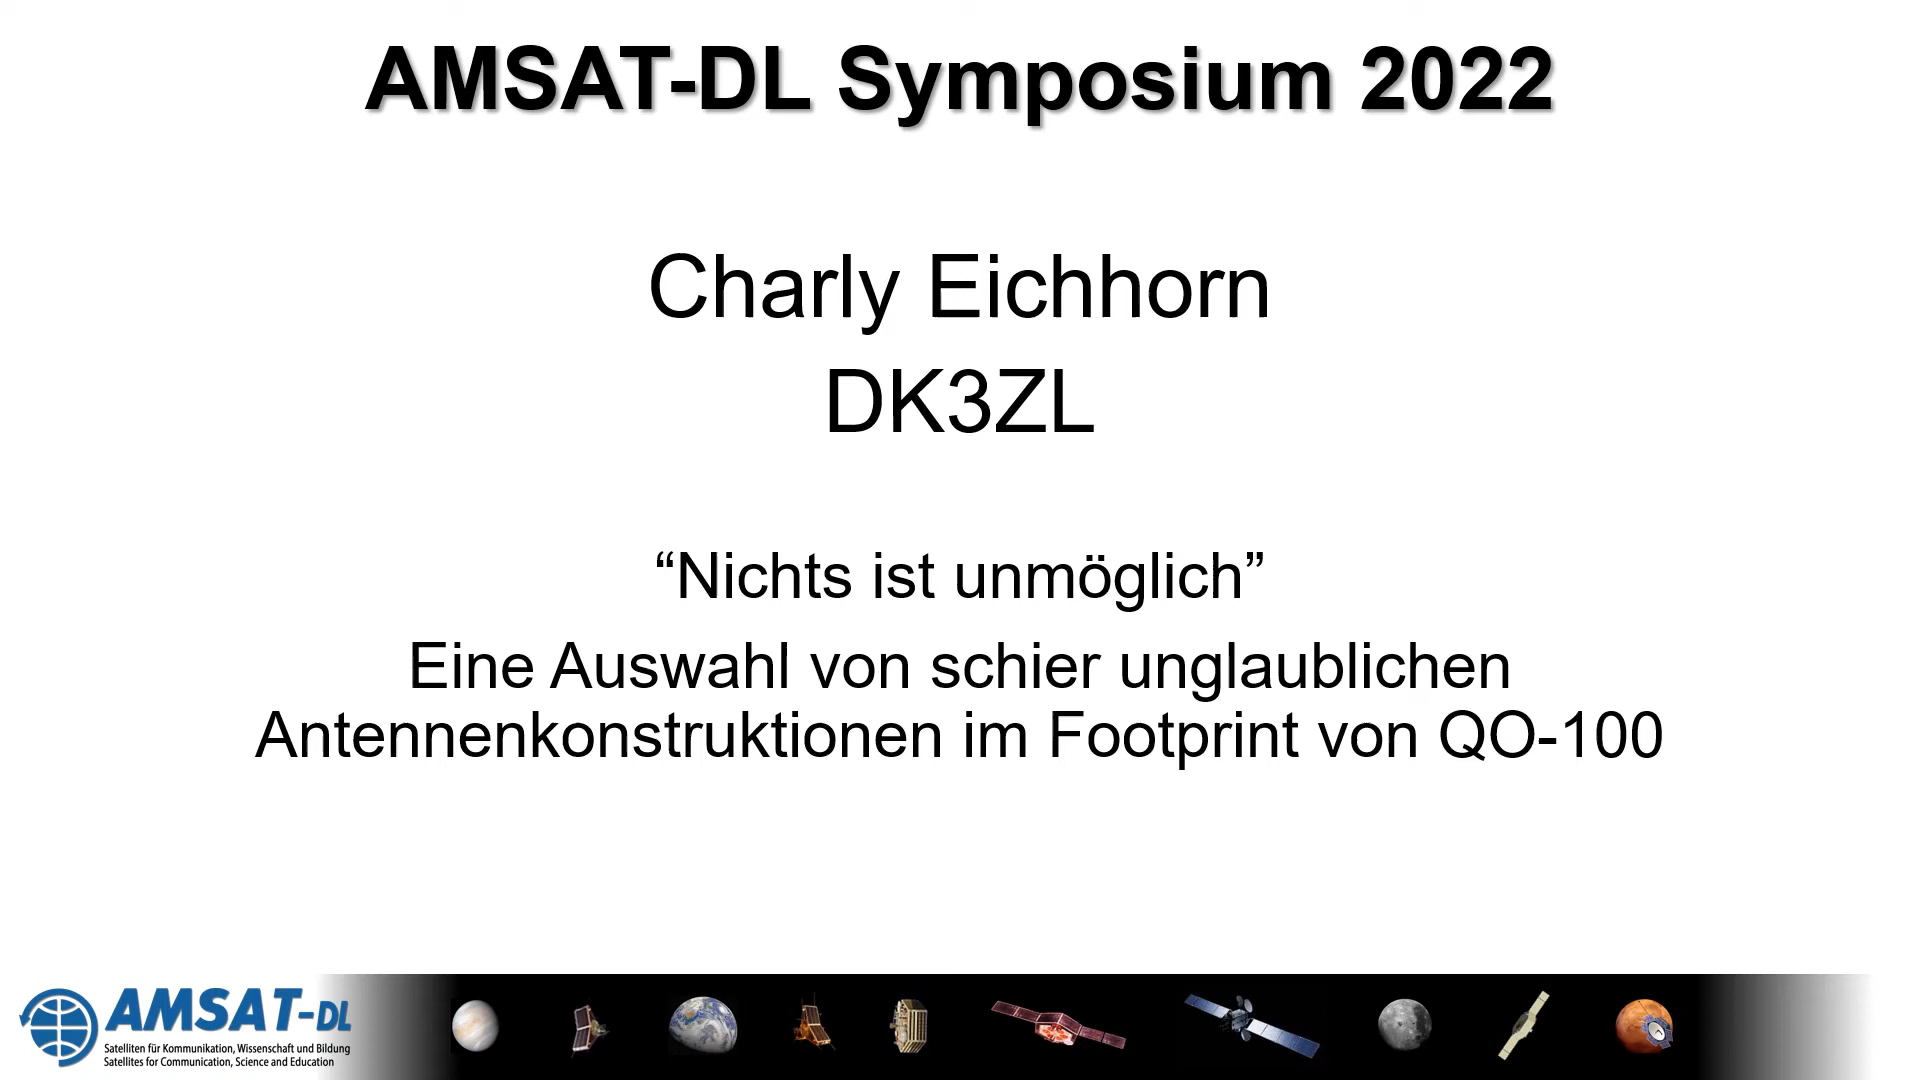 AMSAT-DL Symposium 2022
Charly Eichhorn
DK3ZL
“Nichts ist unmöglich”
Eine Auswahl von schier unglaublichen
Antennenkonstruktionen im Footprint von QO-100
AMSAT-DL
Satelliten für Kommunikation, Wissenschaft und Bildung
Satellites for Communication, Science and Education